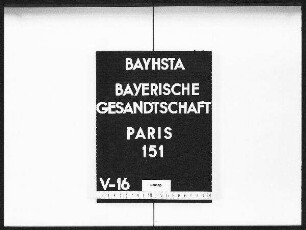 BAYHSTA
BAYERISCHE
GESANDTSCHAFT
PARIS
151
V-16